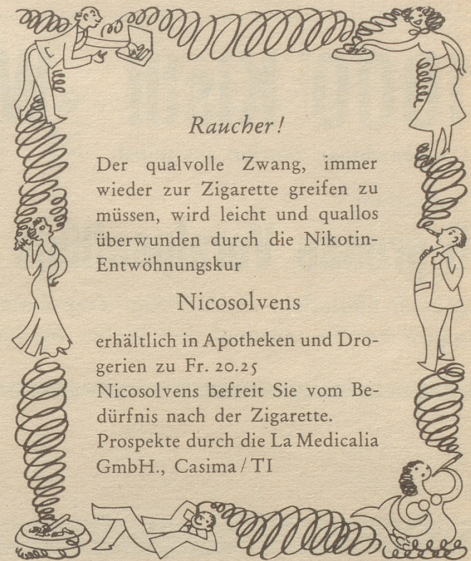 Raucher!
Der qualvolle Zwang, immer
wieder zur Zigarette greifen zu
müssen, wird leicht und quallos
überwunden durch die Nikotin-
Entwöhnungskur
Nicosolvens
erhältlich in Apotheken und Dro-
gerien zu Fr. 20.25
Nicosolvens befreit Sie vom Be-
dürfnis nach der Zigarette.
Prospekte durch die La Medicalia
GmbH., Casima / TI